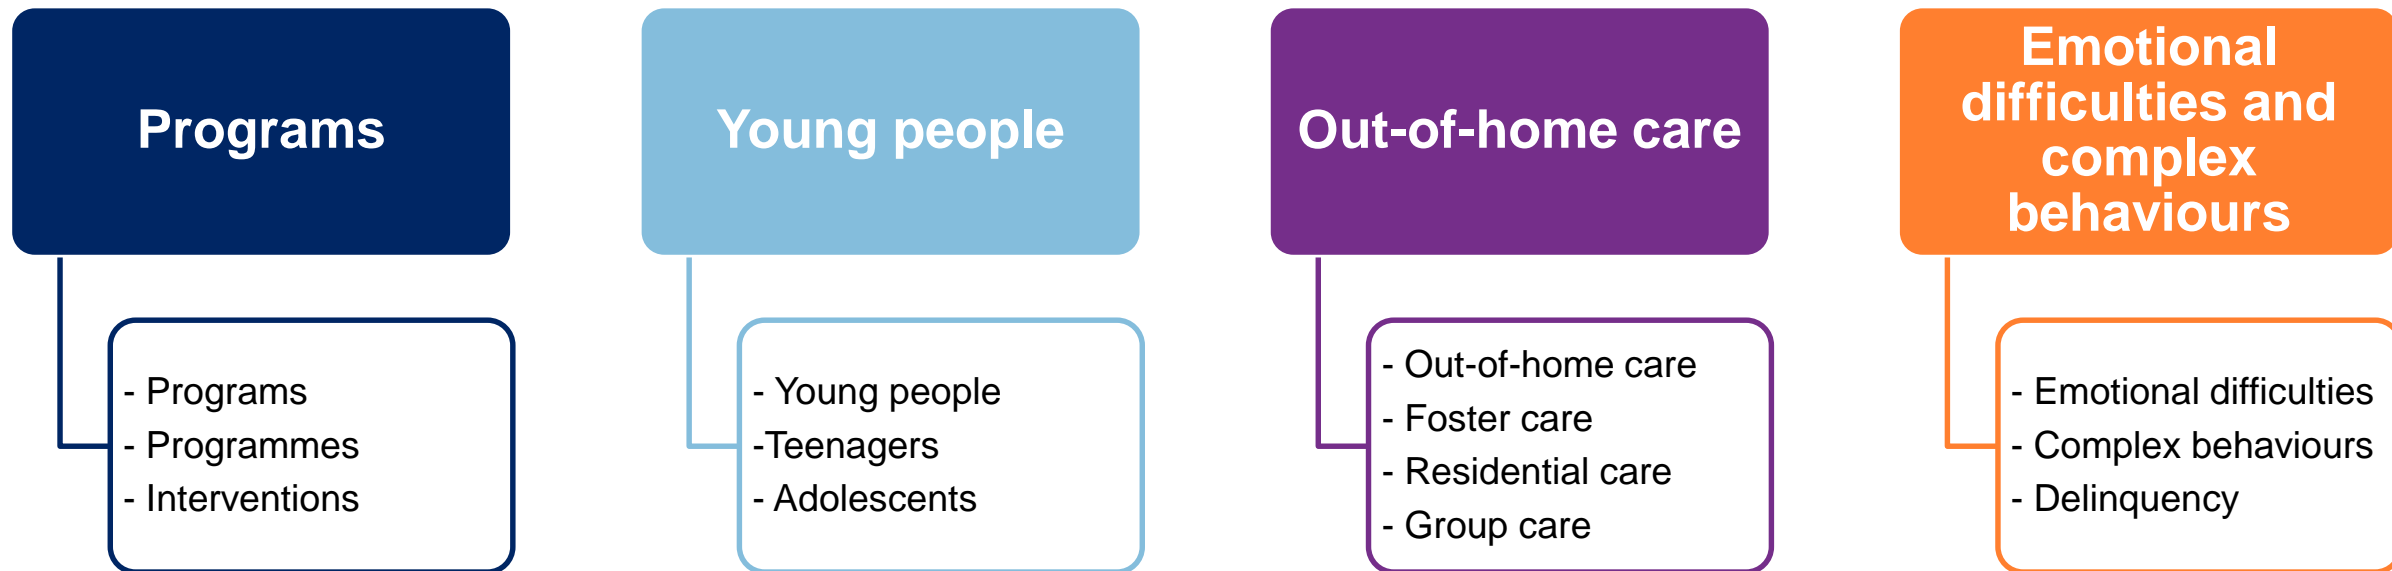 Programs
- Programs
- Programmes
- Interventions
Young people
- Young people
-Teenagers
- Adolescents
Out-of-home care
- Out-of-home care
- Foster care
- Residential care
- Group care
Emotional
difficulties and
complex
behaviours
- Emotional difficulties
- Complex behaviours
- Delinquency